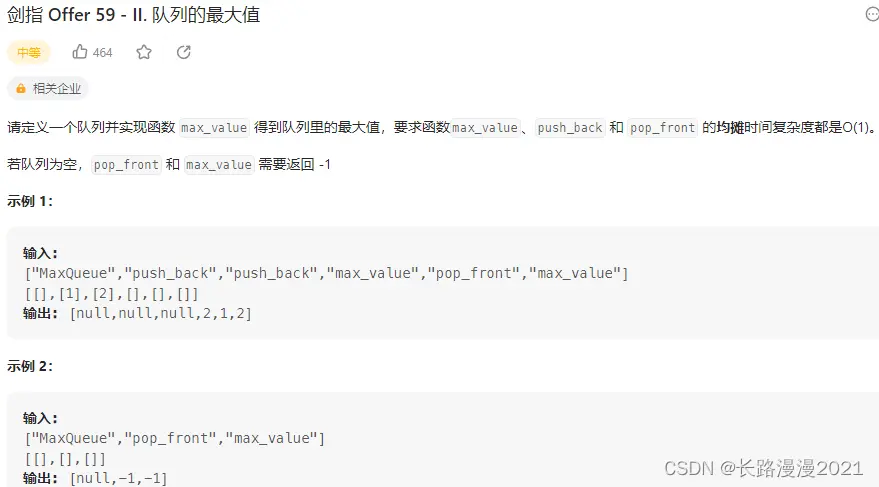 剑指 Offer 59 - II. 队列的最大值
中等 464
相关企业
请定义一个队列并实现函数 max_value 得到队列里的最大值，要求函数max_value、push_back 和 pop_front 的均摊时间复杂度都是O(1)。
若队列为空，pop_front 和 max_value 需要返回 -1
示例 1：
输入：
["MaxQueue","push_back","push_back","max_value","pop_front","max_value"]
[[],[1],[2],[],[],[]]
输出： [null,null,null,2,1,2]
示例 2：
输入：
["MaxQueue","pop_front","max_value"]
[[],[],[]]
输出： [null,-1,-1]
CSDN @长路漫漫2021